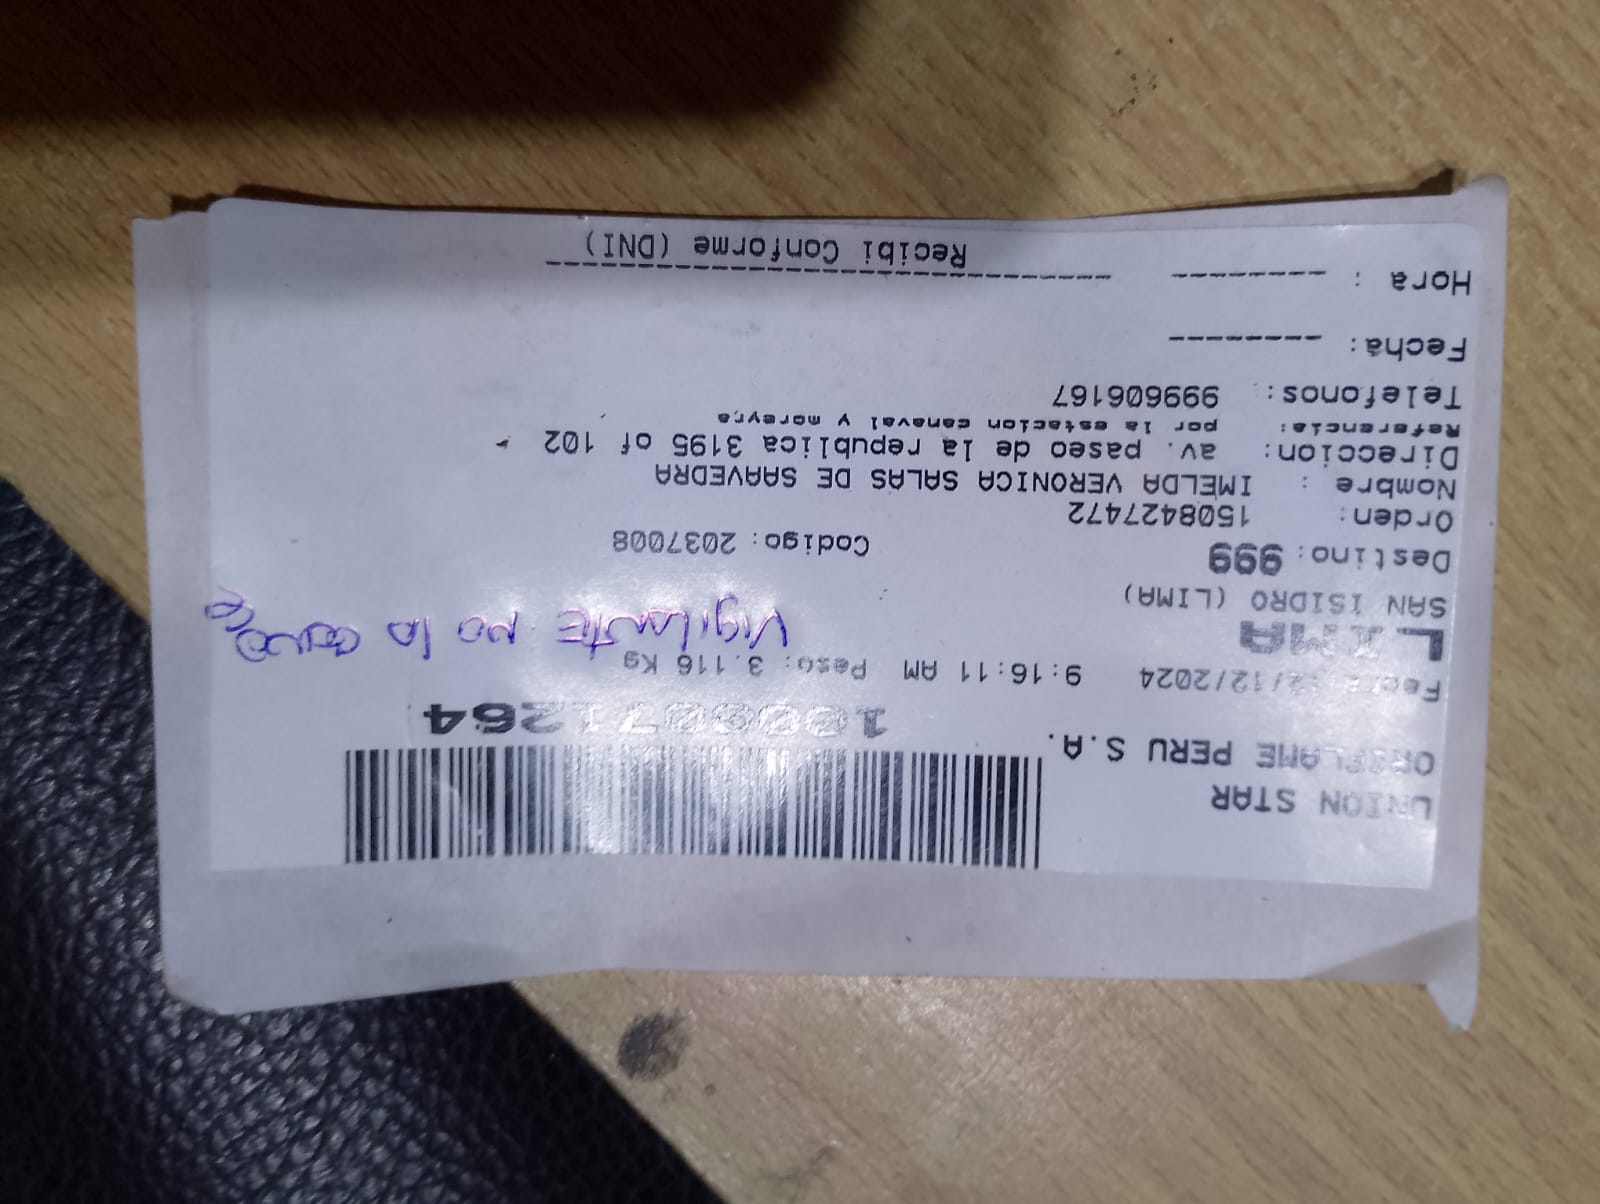 UNION STAR
ORIFLAME PERU S.A.
1609071264
Fecha 12/12/2024 9:16:11 AM Peso: 3.116 Kg
LIMA
Vigilante no la conoce
SAN ISIDRO (LIMA)
Destino: 999 Codigo: 2037008
Orden: 1508427472
Nombre : IMELDA VERONICA SALAS DE SAAVEDRA
Direccion: av. paseo de la republica 3195 of 102
Referencia: por la estacion canaval y moreyra
Telefonos: 999606167
Fecha: ---------
Hora : ---------
Recibi Conforme (DNI)